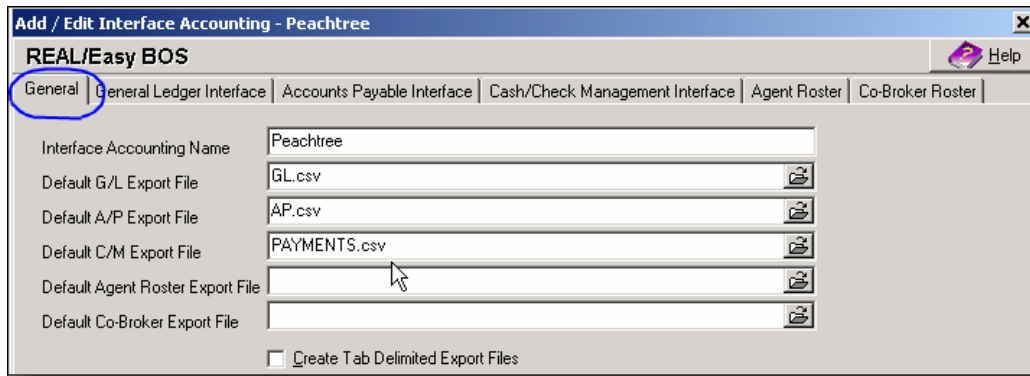 Add / Edit Interface Accounting - Peachtree
REAL/Easy BOS Help
General General Ledger Interface Accounts Payable Interface Cash/Check Management Interface Agent Roster Co-Broker Roster
Interface Accounting Name Peachtree
Default G/L Export File GL.csv
Default A/P Export File AP.csv
Default C/M Export File PAYMENTS.csv
Default Agent Roster Export File
Default Co-Broker Export File
Create Tab Delimited Export Files